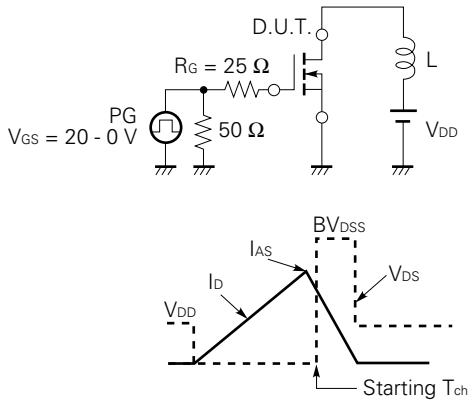 D.U.T.
RG = 25 Ω
L
PG
VGS = 20 - 0 V
50 Ω
VDD
BVDSS
IAS
ID
VDS
VDD
Starting Tch